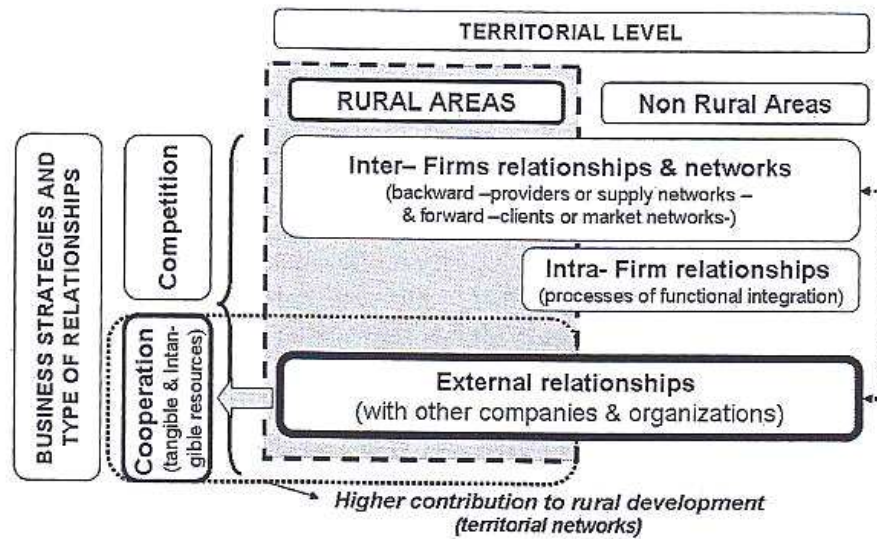 TERRITORIAL LEVEL
RURAL AREAS
Non Rural Areas
BUSINESS STRATEGIES AND
TYPE OF RELATIONSHIPS
Competition
Inter– Firms relationships & networks
(backward –providers or supply networks –
& forward –clients or market networks-)
Intra- Firm relationships
(processes of functional integration)
Cooperation
(tangible & Intan-
gible resources)
External relationships
(with other companies & organizations)
Higher contribution to rural development
(territorial networks)